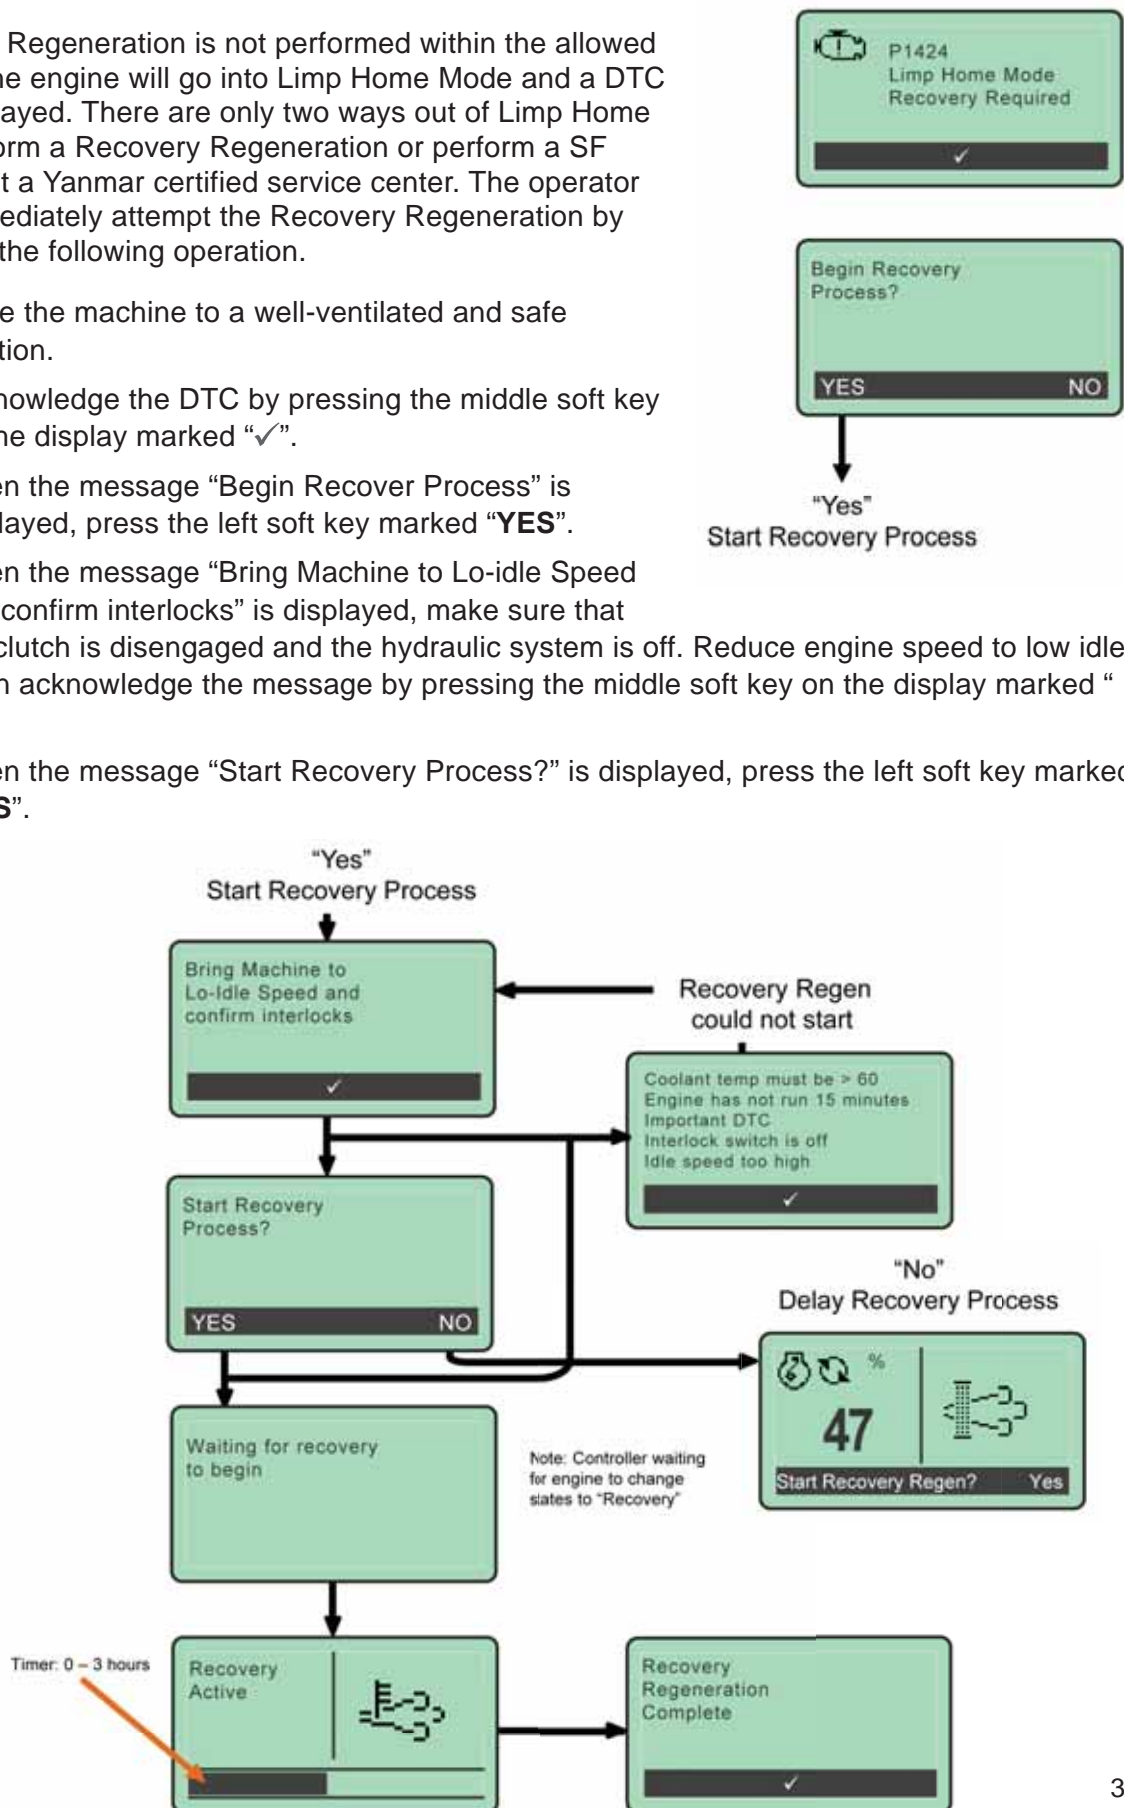 Regeneration is not performed within the allowed
ne engine will go into Limp Home Mode and a DTC
ayed. There are only two ways out of Limp Home
orm a Recovery Regeneration or perform a SF
t a Yanmar certified service center. The operator
nediately attempt the Recovery Regeneration by
the following operation.
e the machine to a well-ventilated and safe
tion.
nowledge the DTC by pressing the middle soft key
he display marked “✓”.
en the message “Begin Recover Process” is
layed, press the left soft key marked “YES”.
en the message “Bring Machine to Lo-idle Speed
confirm interlocks” is displayed, make sure that
clutch is disengaged and the hydraulic system is off. Reduce engine speed to low idle
n acknowledge the message by pressing the middle soft key on the display marked “
en the message “Start Recovery Process?” is displayed, press the left soft key marked
S”.
P1424
Limp Home Mode
Recovery Required
✓
Begin Recovery
Process?
YES NO
“Yes”
Start Recovery Process
“Yes”
Start Recovery Process
Bring Machine to
Lo-Idle Speed and
confirm interlocks
✓
Recovery Regen
could not start
Coolant temp must be > 60
Engine has not run 15 minutes
Important DTC
Interlock switch is off
Idle speed too high
✓
Start Recovery
Process?
YES NO
“No”
Delay Recovery Process
%
47
Start Recovery Regen? Yes
Waiting for recovery
to begin
Note: Controller waiting
for engine to change
states to “Recovery”
Timer: 0 – 3 hours
Recovery
Active
Recovery
Regeneration
Complete
✓
3